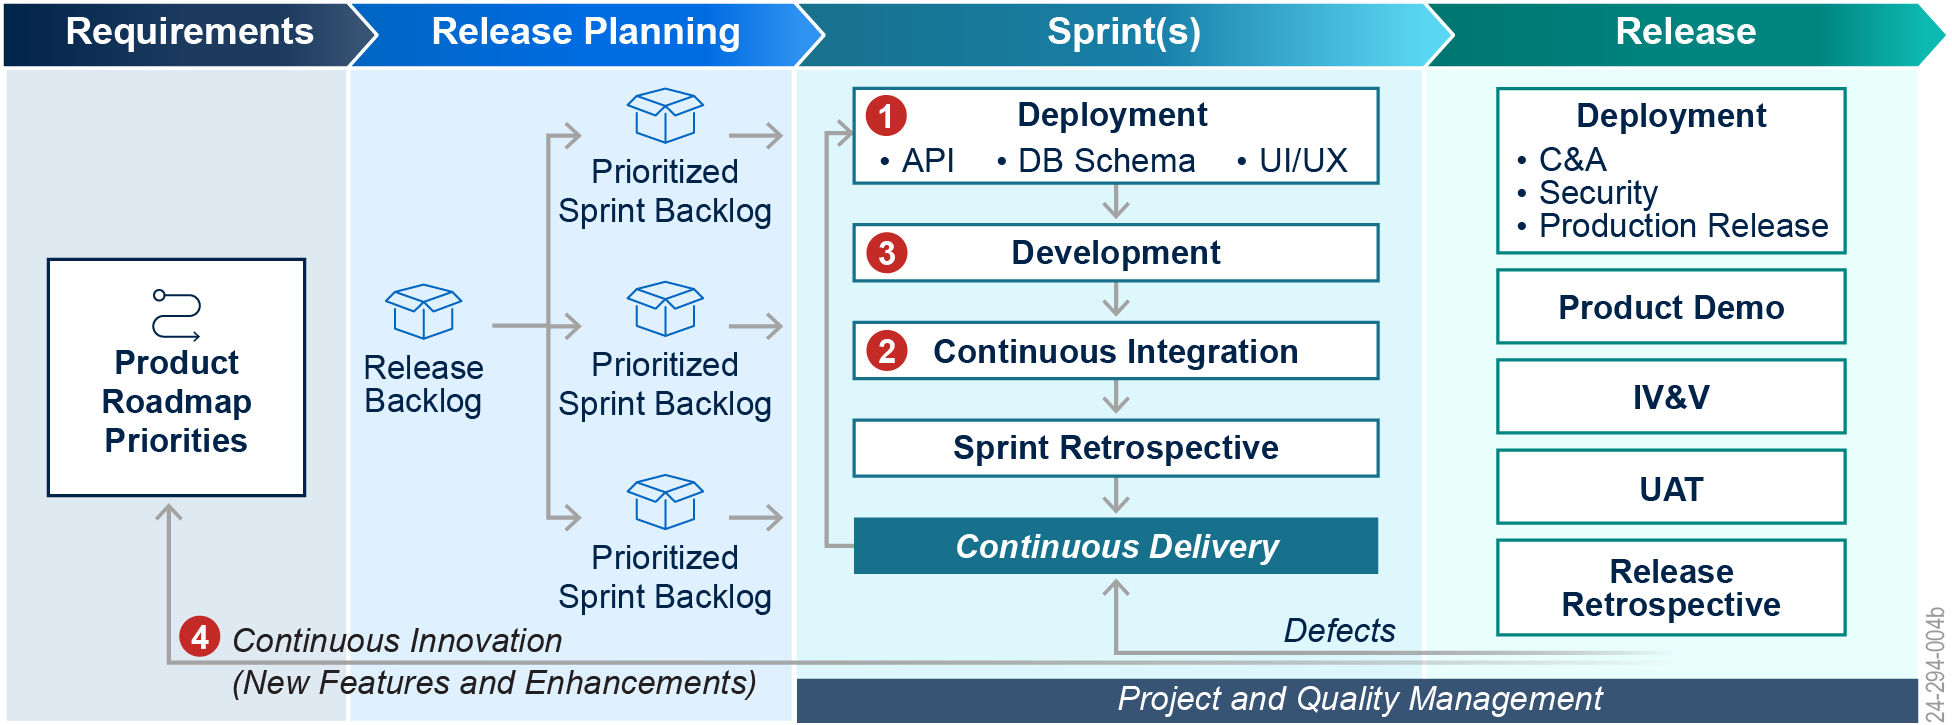 Requirements
Release Planning
Sprint(s)
Release
Product
Roadmap
Priorities
Release
Backlog
Prioritized
Sprint Backlog
Prioritized
Sprint Backlog
Prioritized
Sprint Backlog
1 Deployment
• API • DB Schema • UI/UX
3 Development
2 Continuous Integration
Sprint Retrospective
Continuous Delivery
Deployment
• C&A
• Security
• Production Release
Product Demo
IV&V
UAT
Release
Retrospective
Defects
4 Continuous Innovation
(New Features and Enhancements)
Project and Quality Management
24-294-004b